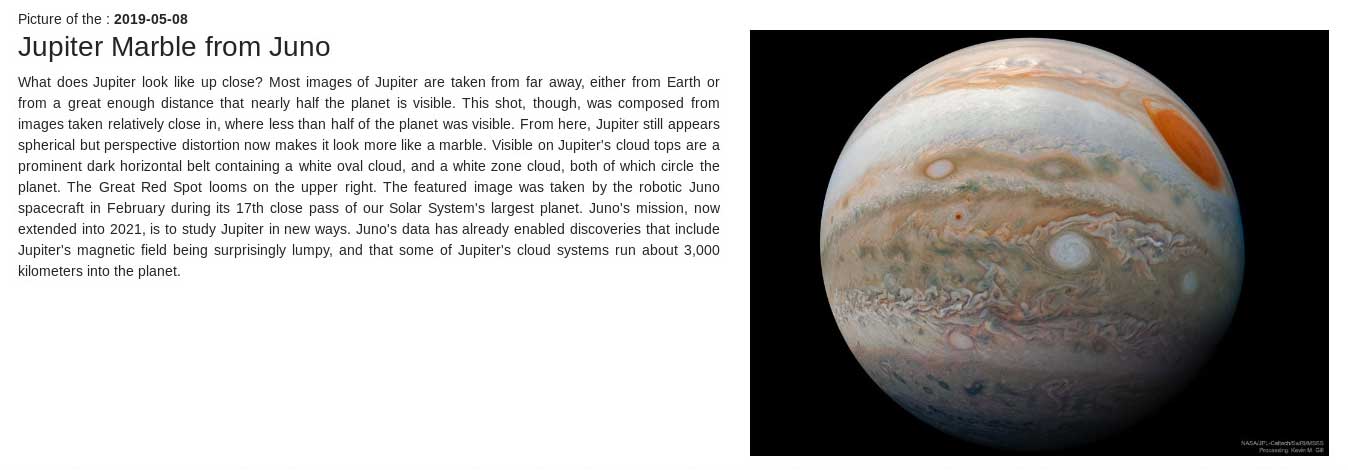 Picture of the : 2019-05-08
Jupiter Marble from Juno
What does Jupiter look like up close? Most images of Jupiter are taken from far away, either from Earth or
from a great enough distance that nearly half the planet is visible. This shot, though, was composed from
images taken relatively close in, where less than half of the planet was visible. From here, Jupiter still appears
spherical but perspective distortion now makes it look more like a marble. Visible on Jupiter's cloud tops are a
prominent dark horizontal belt containing a white oval cloud, and a white zone cloud, both of which circle the
planet. The Great Red Spot looms on the upper right. The featured image was taken by the robotic Juno
spacecraft in February during its 17th close pass of our Solar System's largest planet. Juno's mission, now
extended into 2021, is to study Jupiter in new ways. Juno's data has already enabled discoveries that include
Jupiter's magnetic field being surprisingly lumpy, and that some of Jupiter's cloud systems run about 3,000
kilometers into the planet.
NASA/JPL-Caltech/SwRI/MSSS
Processing: Kevin M. Gill